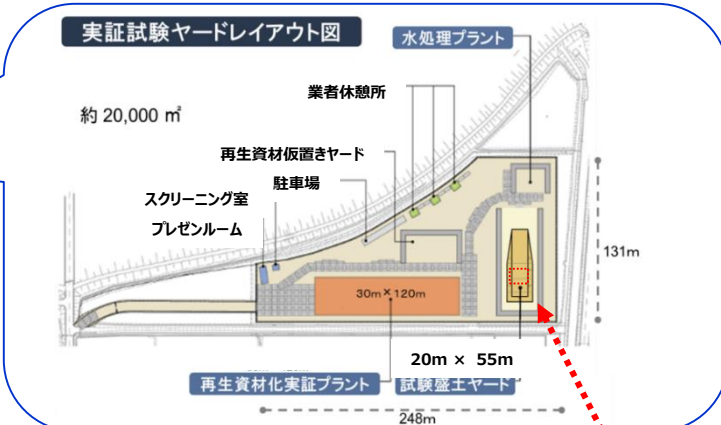 実証試験ヤードレイアウト図
水処理プラント
約 20,000 ㎡
業者休憩所
再生資材仮置きヤード
駐車場
スクリーニング室
プレゼンルーム
131m
30m×120m
20m × 55m
再生資材化実証プラント
試験盛土ヤード
248m